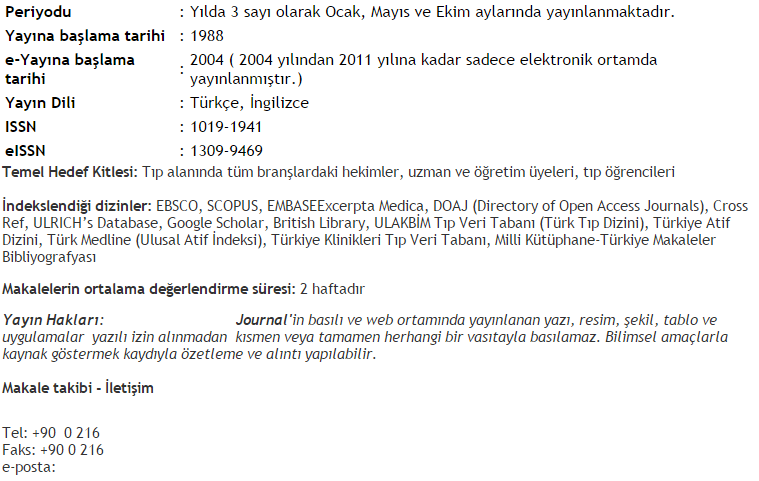 Periyodu : Yılda 3 sayı olarak Ocak, Mayıs ve Ekim aylarında yayınlanmaktadır.
Yayına başlama tarihi : 1988
e-Yayına başlama tarihi : 2004 ( 2004 yılından 2011 yılına kadar sadece elektronik ortamda yayınlanmıştır.)
Yayın Dili : Türkçe, İngilizce
ISSN : 1019-1941
eISSN : 1309-9469
Temel Hedef Kitlesi: Tıp alanında tüm branşlardaki hekimler, uzman ve öğretim üyeleri, tıp öğrencileri
İndekslendiği dizinler: EBSCO, SCOPUS, EMBASEExcerpta Medica, DOAJ (Directory of Open Access Journals), Cross
Ref, ULRICH's Database, Google Scholar, British Library, ULAKBİM Tıp Veri Tabanı (Türk Tıp Dizini), Türkiye Atif
Dizini, Türk Medline (Ulusal Atif İndeksi), Türkiye Klinikleri Tıp Veri Tabanı, Milli Kütüphane-Türkiye Makaleler
Bibliyografyası
Makalelerin ortalama değerlendirme süresi: 2 haftadır
Yayın Hakları: Journal'in basılı ve web ortamında yayınlanan yazı, resim, şekil, tablo ve
uygulamalar yazılı izin alınmadan kısmen veya tamamen herhangi bir vasıtayla basılamaz. Bilimsel amaçlarla
kaynak göstermek kaydıyla özetleme ve alıntı yapılabilir.
Makale takibi - İletişim
Tel: +90 0 216
Faks: +90 0 216
e-posta: